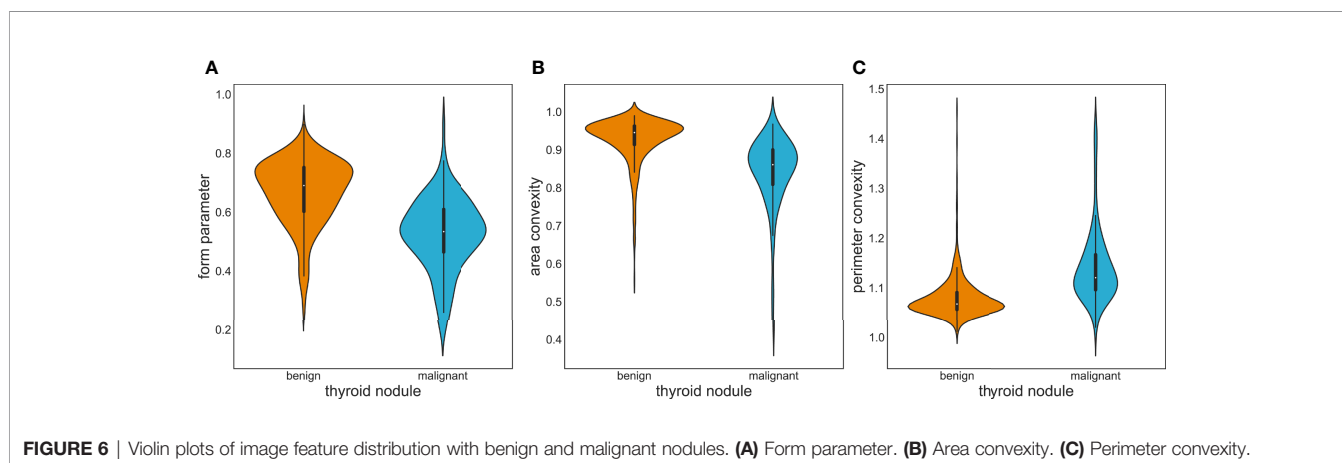 A
form parameter
1.0
0.8
0.6
0.4
0.2
benign
malignant
thyroid nodule
B
area convexity
1.0
0.9
0.8
0.7
0.6
0.5
0.4
benign
malignant
thyroid nodule
C
perimeter convexity
1.5
1.4
1.3
1.2
1.1
1.0
benign
malignant
thyroid nodule
FIGURE 6 | Violin plots of image feature distribution with benign and malignant nodules. (A) Form parameter. (B) Area convexity. (C) Perimeter convexity.